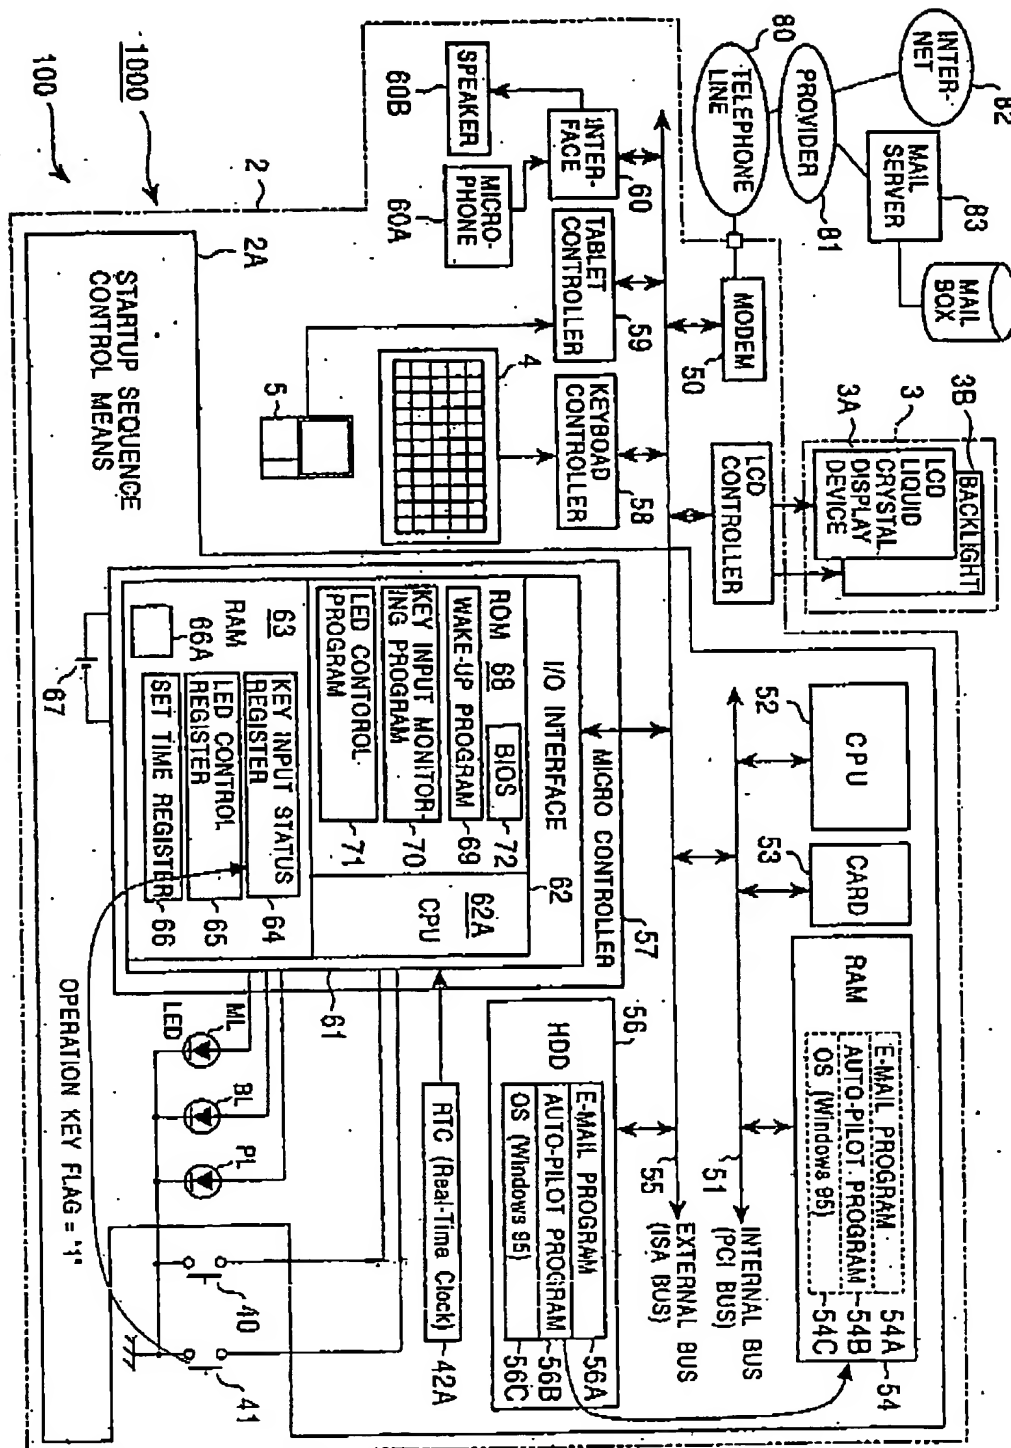 1000
100
INTER-
NET
82
PROVIDER
81
TELEPHONE
LINE
80
MAIL
SERVER
83
MAIL
BOX
2
2A
SPEAKER
60B
MICRO-
PHONE
60A
INTER-
FACE
60
TABLET
CONTROLLER
59
MODEM
50
KEYBOAD
CONTROLLER
58
4
5
LCD
CONTROLLER
3
3A
3B
LCD
LIQUID
CRYSTAL
DISPLAY
DEVICE
BACKLIGHT
STARTUP SEQUENCE
CONTROL MEANS
CPU
52
CARD
53
RAM
E-MAIL PROGRAM
AUTO-PILOT PROGRAM
OS (Windows 95)
54A
54B
54C
54
51
INTERNAL BUS
(PCI BUS)
55
EXTERNAL BUS
(ISA BUS)
HDD
56
E-MAIL PROGRAM
AUTO-PILOT PROGRAM
OS (Windows 95)
56A
56B
56C
MICRO CONTROLLER
57
I/O INTERFACE
62
CPU
62A
ROM 68
BIOS
72
WAKE-UP PROGRAM
69
KEY INPUT MONITOR-
ING PROGRAM
70
LED CONTOROL
PROGRAM
71
63
RAM
66A
KEY INPUT STATUS
REGISTER
64
LED CONTROL
REGISTER
65
SET TIME REGISTER
66
67
61
RTC (Real-Time Clock)
42A
LED
ML
BL
PL
40
41
OPERATION KEY FLAG = "1"